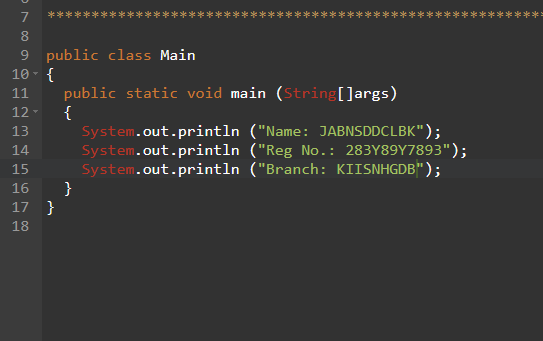 7 *********************************************************
8
9 public class Main
10 {
11 public static void main (String[]args)
12 {
13 System.out.println ("Name: JABNSDDCLBK");
14 System.out.println ("Reg No.: 283Y89Y7893");
15 System.out.println ("Branch: KIISNHGDB");
16 }
17 }
18